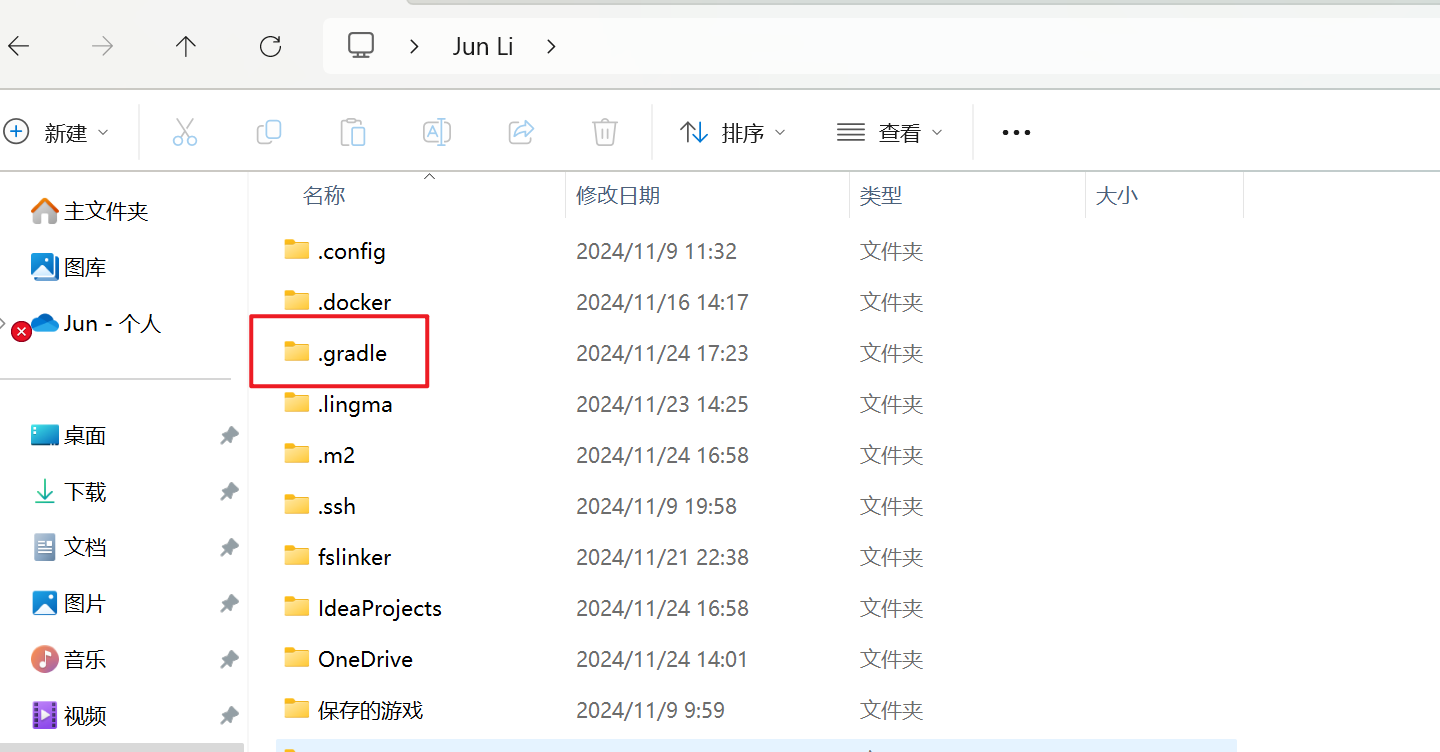 Jun Li
新建
排序
查看
名称 修改日期 类型 大小
主文件夹
图库
Jun - 个人
桌面
下载
文档
图片
音乐
视频
.config 2024/11/9 11:32 文件夹
.docker 2024/11/16 14:17 文件夹
.gradle 2024/11/24 17:23 文件夹
.lingma 2024/11/23 14:25 文件夹
.m2 2024/11/24 16:58 文件夹
.ssh 2024/11/9 19:58 文件夹
fslinker 2024/11/21 22:38 文件夹
IdeaProjects 2024/11/24 16:58 文件夹
OneDrive 2024/11/24 14:01 文件夹
保存的游戏 2024/11/9 9:59 文件夹